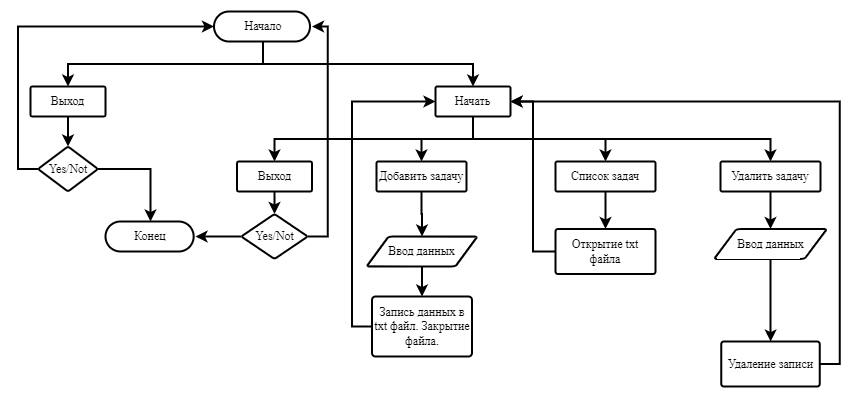 Начало
Выход
Начать
Yes/Not
Выход
Добавить задачу
Список задач
Удалить задачу
Конец
Yes/Not
Ввод данных
Открытие txt
файла
Ввод данных
Запись данных в
txt файл. Закрытие
файла.
Удаление записи